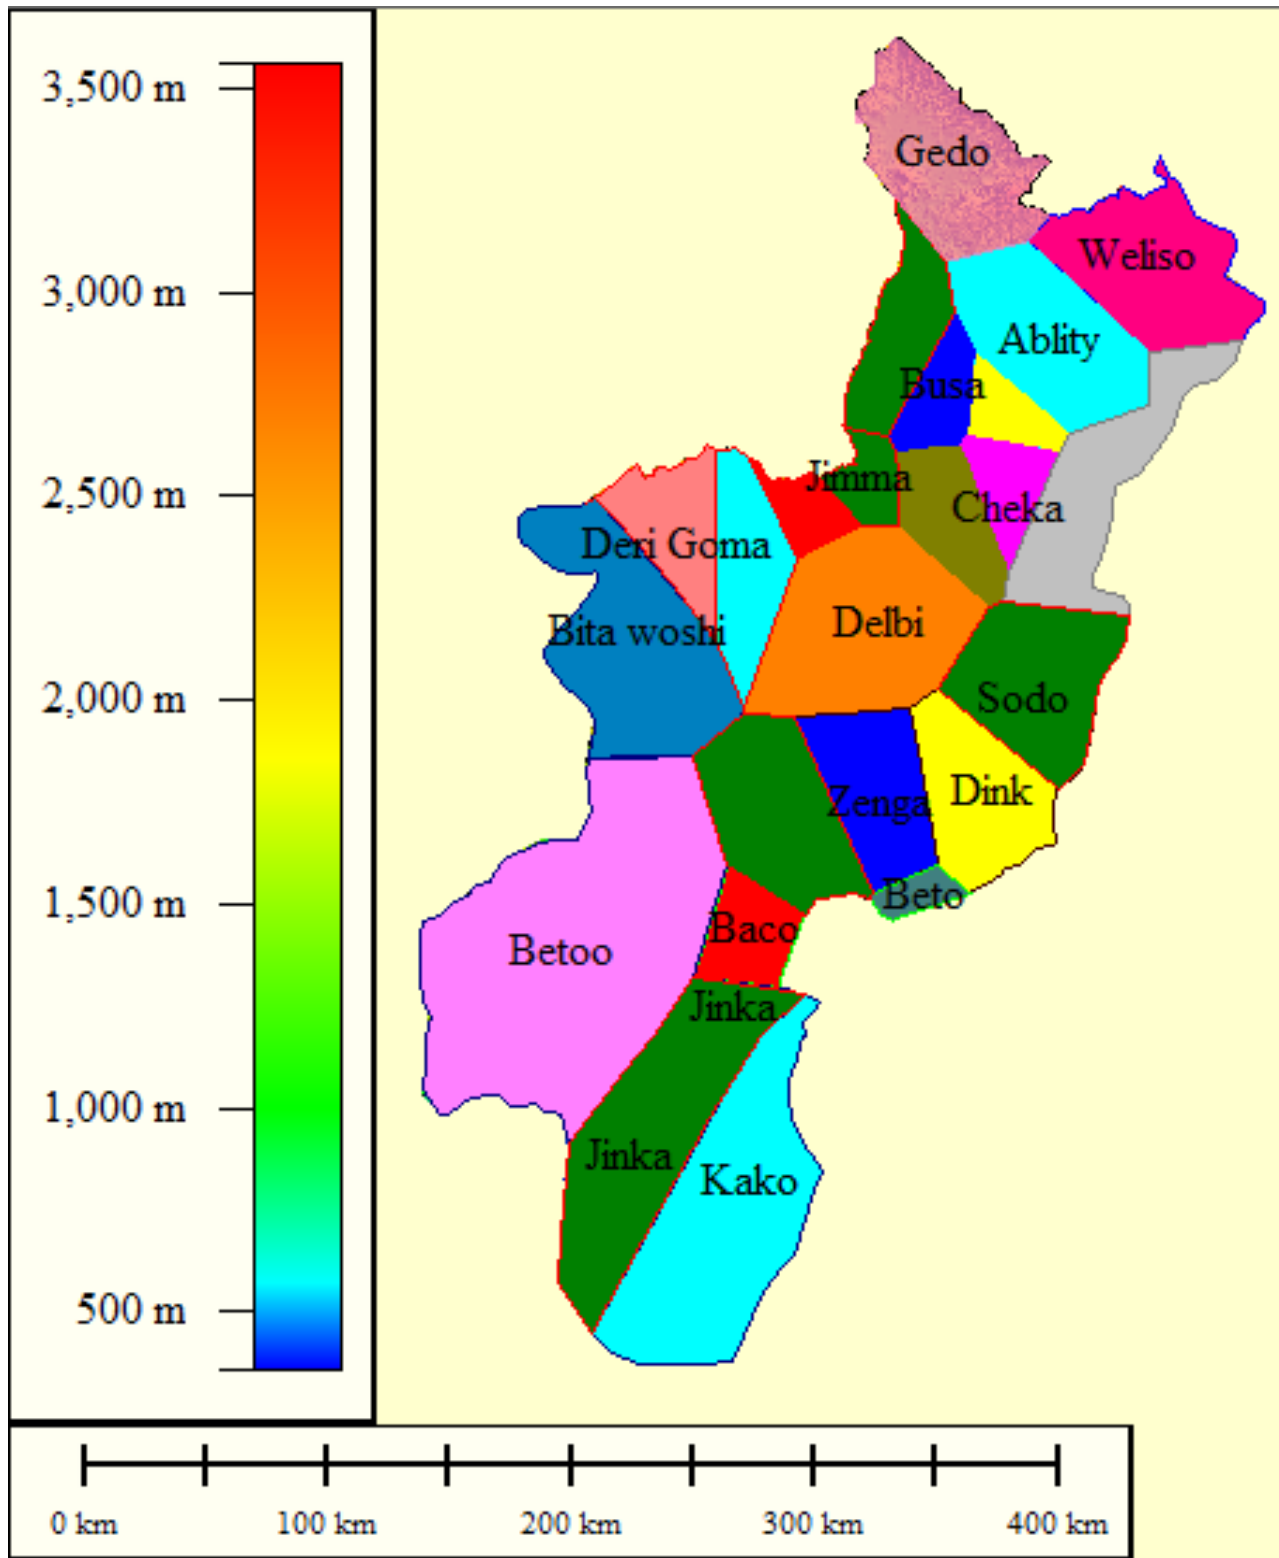 3,500 m
3,000 m
2,500 m
2,000 m
1,500 m
1,000 m
500 m
Gedo
Weliso
Ablity
Busa
Jimma
Cheka
Deri Goma
Bita woshi
Delbi
Sodo
Zenga
Dink
Beto
Baco
Betoo
Jinka
Jinka
Kako
0 km 100 km 200 km 300 km 400 km